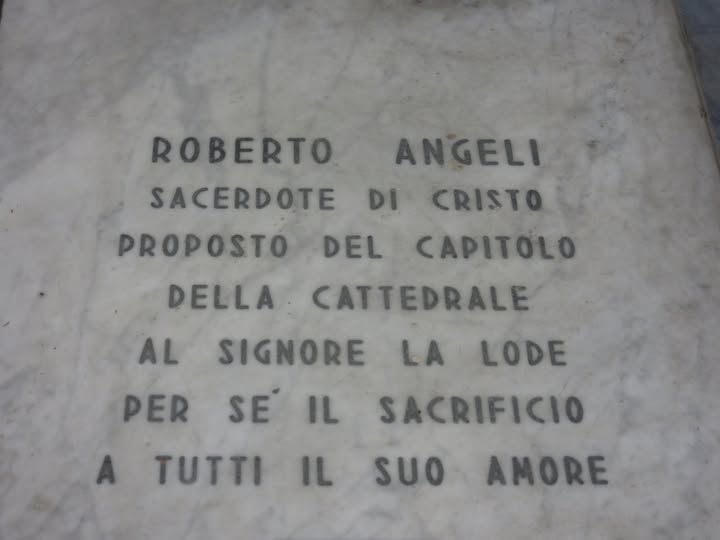 ROBERTO ANGELI
SACERDOTE DI CRISTO
PROPOSTO DEL CAPITOLO
DELLA CATTEDRALE
AL SIGNORE LA LODE
PER SE´ IL SACRIFICIO
A TUTTI IL SUO AMORE